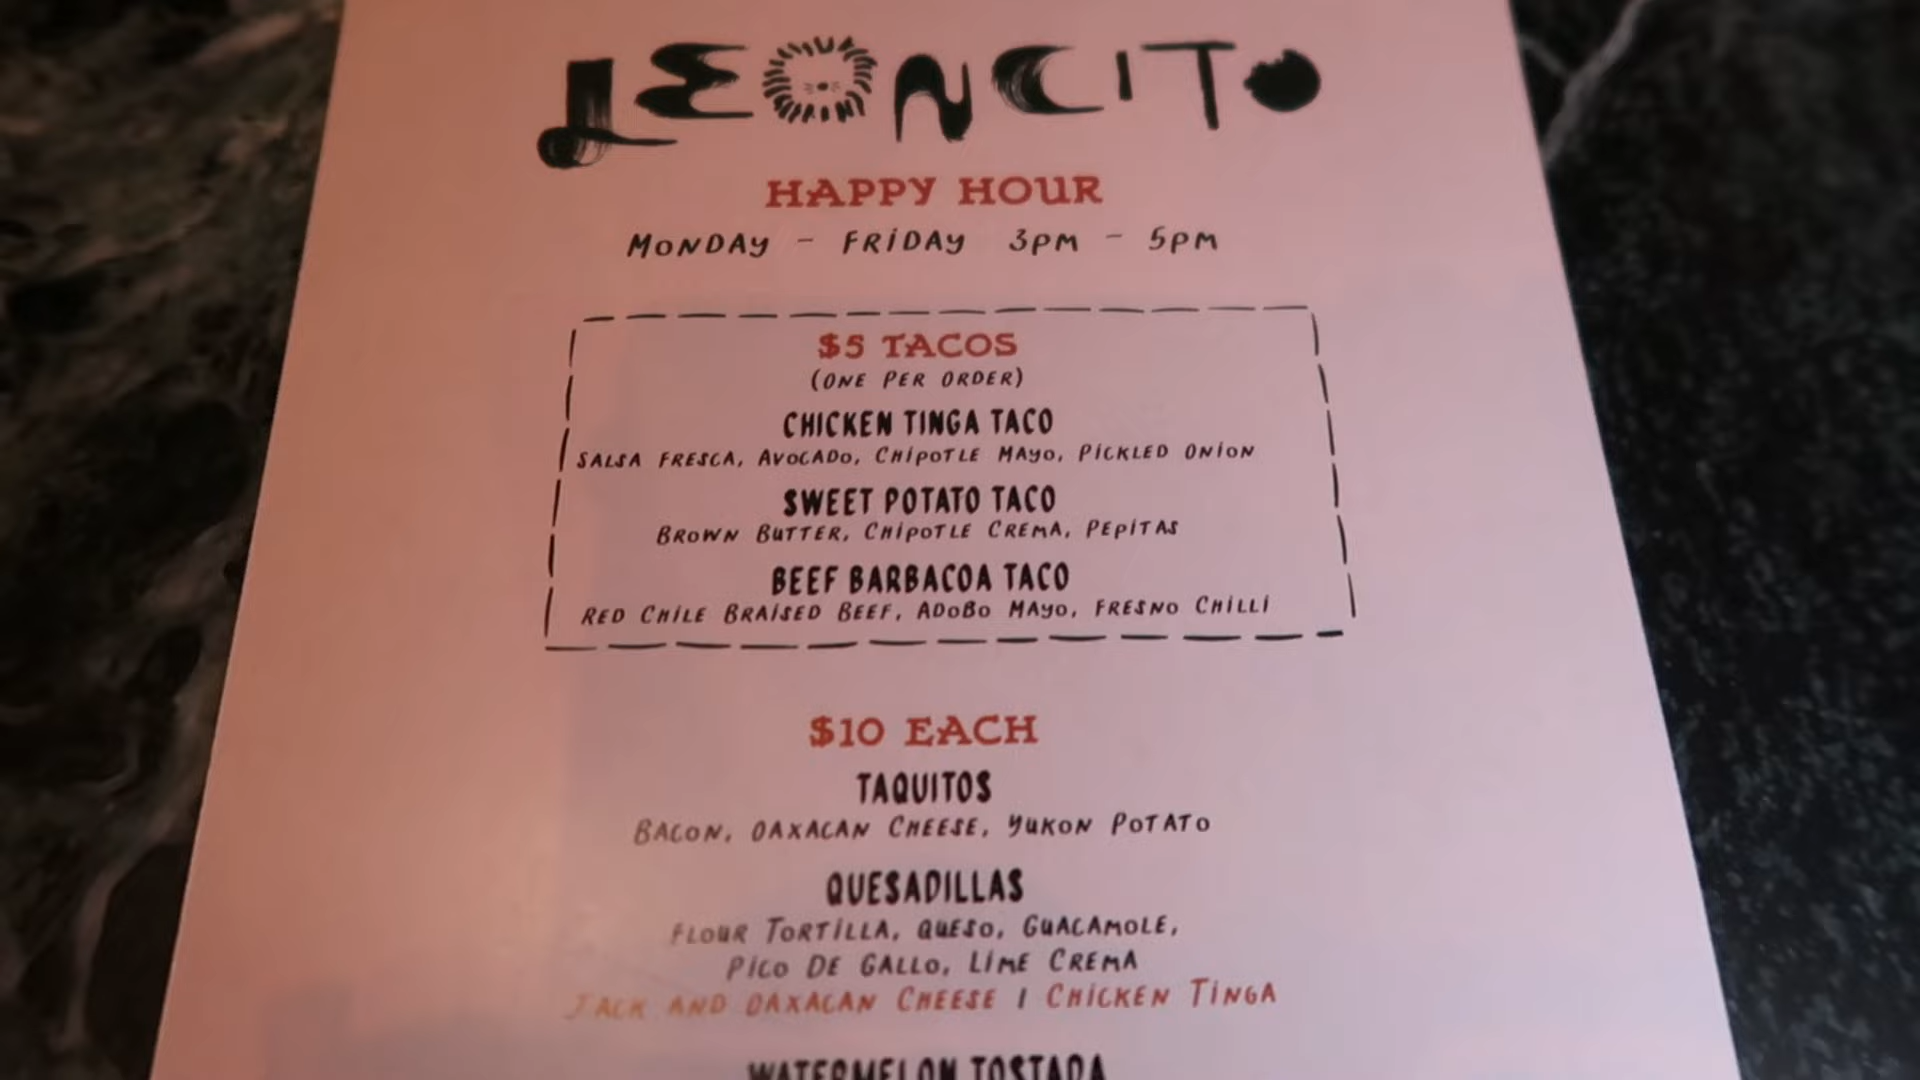 LEONCITO
HAPPY HOUR
MONDAY - FRIDAY 3PM - 5PM
$5 TACOS
(ONE PER ORDER)
CHICKEN TINGA TACO
SALSA FRESCA, AVOCADO, CHIPOTLE MAYO, PICKLED ONION
SWEET POTATO TACO
BROWN BUTTER, CHIPOTLE CREMA, PEPITAS
BEEF BARBACOA TACO
RED CHILE BRAISED BEEF, ADOBO MAYO, FRESNO CHILLI
$10 EACH
TAQUITOS
BACON, OAXACAN CHEESE, YUKON POTATO
QUESADILLAS
FLOUR TORTILLA, QUESO, GUACAMOLE,
PICO DE GALLO, LIME CREMA
JACK AND OAXACAN CHEESE | CHICKEN TINGA
WATERMELON TOSTADA